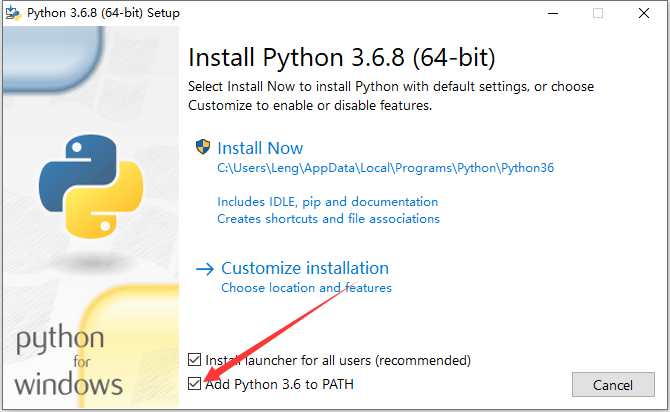 Python 3.6.8 (64-bit) Setup
Install Python 3.6.8 (64-bit)
Select Install Now to install Python with default settings, or choose
Customize to enable or disable features.
Install Now
C:\Users\Leng\AppData\Local\Programs\Python\Python36
Includes IDLE, pip and documentation
Creates shortcuts and file associations
Customize installation
Choose location and features
Install launcher for all users (recommended)
Add Python 3.6 to PATH
Cancel
python
for
windows